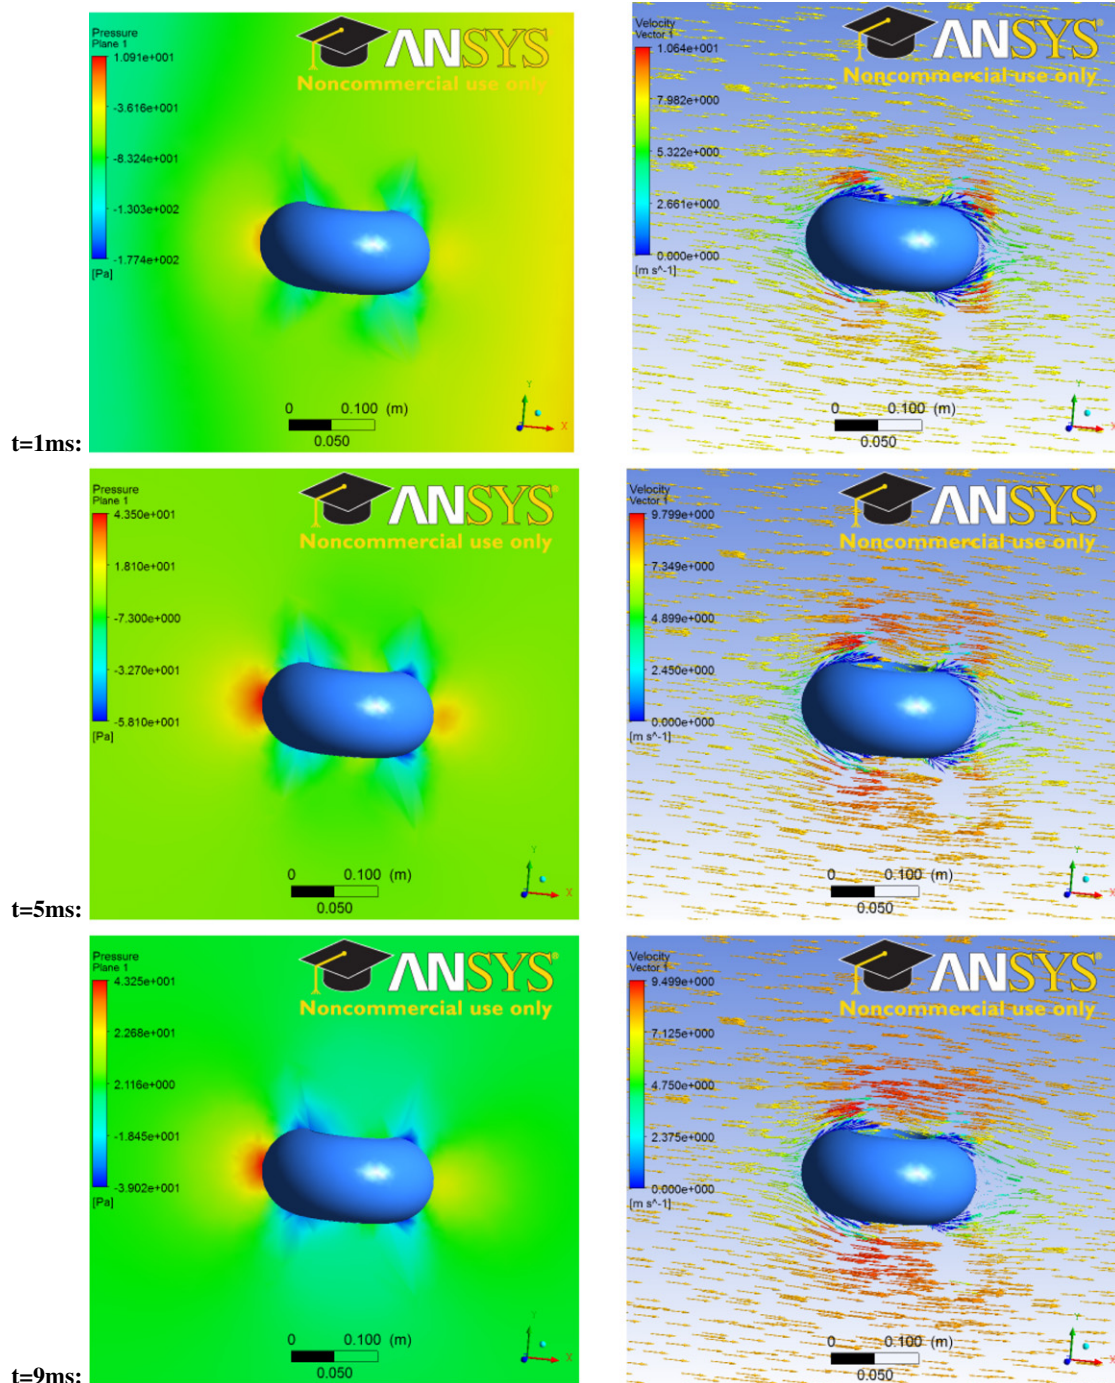 Pressure
Plane 1
1.091e+001
-3.616e+001
-8.324e+001
-1.303e+002
-1.774e+002
[Pa]
ANSYS
Noncommercial use only
0 0.100 (m)
0.050
Y
X
Velocity
Vector 1
1.064e+001
7.982e+000
5.322e+000
2.661e+000
0.000e+000
[m s^-1]
ANSYS
Noncommercial use only
0 0.100 (m)
0.050
Y
X
t=1ms:
Pressure
Plane 1
4.350e+001
1.810e+001
-7.300e+000
-3.270e+001
-5.810e+001
[Pa]
ANSYS®
Noncommercial use only
0 0.100 (m)
0.050
Y
X
Velocity
Vector 1
9.799e+000
7.349e+000
4.899e+000
2.450e+000
0.000e+000
[m s^-1]
ANSYS®
Noncommercial use only
0 0.100 (m)
0.050
Y
X
t=5ms:
Pressure
Plane 1
4.325e+001
2.268e+001
2.116e+000
-1.845e+001
-3.902e+001
[Pa]
ANSYS®
Noncommercial use only
0 0.100 (m)
0.050
Y
X
Velocity
Vector 1
9.499e+000
7.125e+000
4.750e+000
2.375e+000
0.000e+000
[m s^-1]
ANSYS®
Noncommercial use only
0 0.100 (m)
0.050
Y
X
t=9ms: